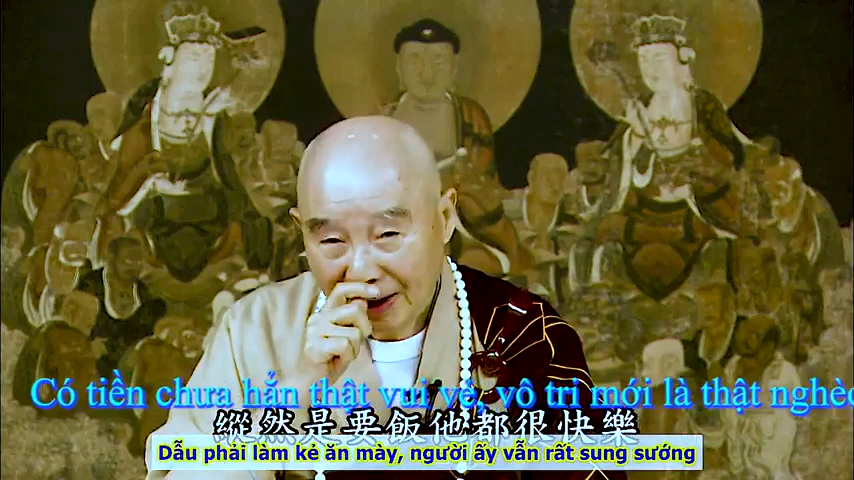 Có tiền chưa hẳn thật vui vẻ, vô tri mới là thật nghèo
縱然是要飯他都很快樂
Dẫu phải làm kẻ ăn mày, người ấy vẫn rất sung sướng